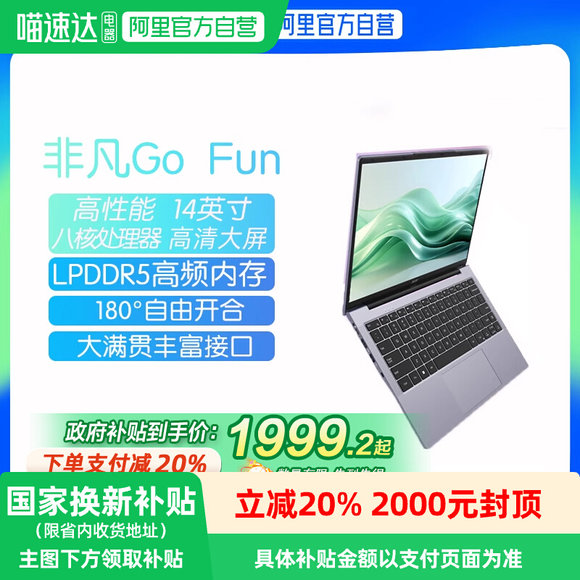 喵速达电器 阿里官方自营 阿里官方自营
非凡Go Fun
高性能 14英寸
八核处理器 高清大屏
LPDDR5高频内存
180°自由开合
大满贯丰富接口
政府补贴到手价: 1999.2起
下单支付减 20%
国家换新补贴
(限省内收货地址)
立减20% 2000元封顶
主图下方领取补贴
具体补贴金额以支付页面为准